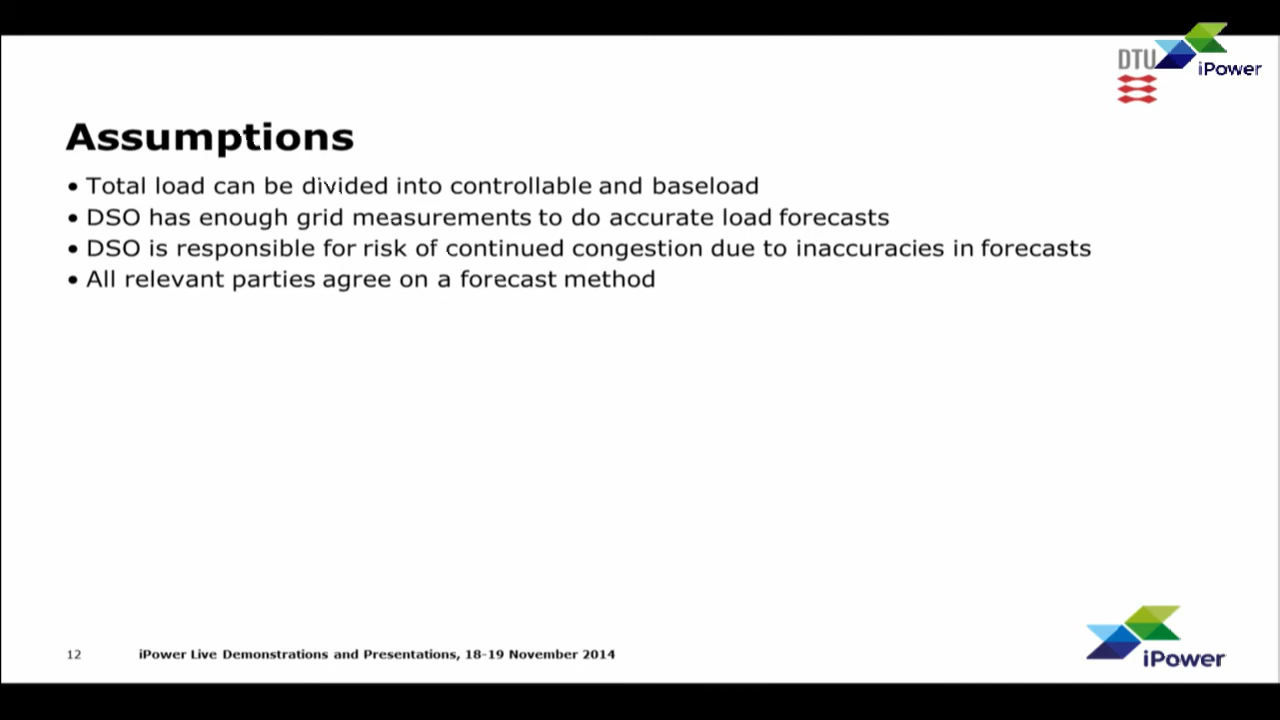 DTU
iPower
Assumptions
• Total load can be divided into controllable and baseload
• DSO has enough grid measurements to do accurate load forecasts
• DSO is responsible for risk of continued congestion due to inaccuracies in forecasts
• All relevant parties agree on a forecast method
12 iPower Live Demonstrations and Presentations, 18-19 November 2014
iPower